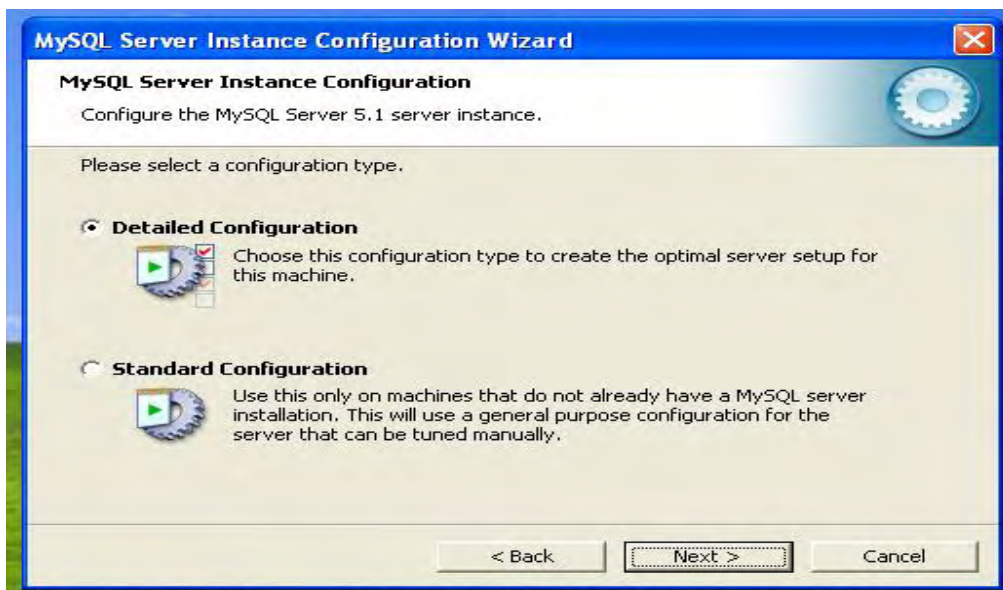 MySQL Server Instance Configuration Wizard
MySQL Server Instance Configuration
Configure the MySQL Server 5.1 server instance.
Please select a configuration type.
Detailed Configuration
Choose this configuration type to create the optimal server setup for
this machine.
Standard Configuration
Use this only on machines that do not already have a MySQL server
installation. This will use a general purpose configuration for the
server that can be tuned manually.
< Back Next > Cancel